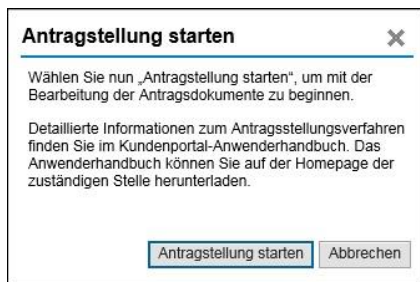 Antragstellung starten
Wählen Sie nun „Antragstellung starten“, um mit der
Bearbeitung der Antragsdokumente zu beginnen.
Detaillierte Informationen zum Antragsstellungsverfahren
finden Sie im Kundenportal-Anwenderhandbuch. Das
Anwenderhandbuch können Sie auf der Homepage der
zuständigen Stelle herunterladen.
Antragstellung starten Abbrechen